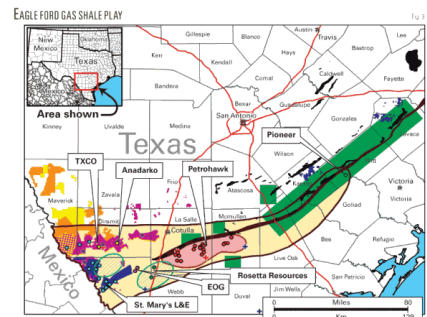 EAGLE FORD GAS SHALE PLAY
Fig. 3
New
Mexico
Oklahoma
Texas
Mexico
Area shown
Gillespie
Blanco
Austin
Travis
Lee
Bastrop
Kerr
Kendall
Hays
Fayette
Caldwell
Bandera
Comal
Guadalupe
Bexar
San Antonio
Gonzales
Kinney
Uvalde
Medina
Texas
Pioneer
Wilson
TXCO
Anadarko
Petrohawk
Maverick
Zavala
Frio
Atascosa
Victoria
Victoria
Goliad
Dimmit
La Salle
Cotulla
McMullen
Bee
Refugio
Live Oak
Mexico
Rosetta Resources
San Patricio
EOG
Webb
Duval
Jim Wells
St. Mary's L&E
0 Miles 80
0 Km 129